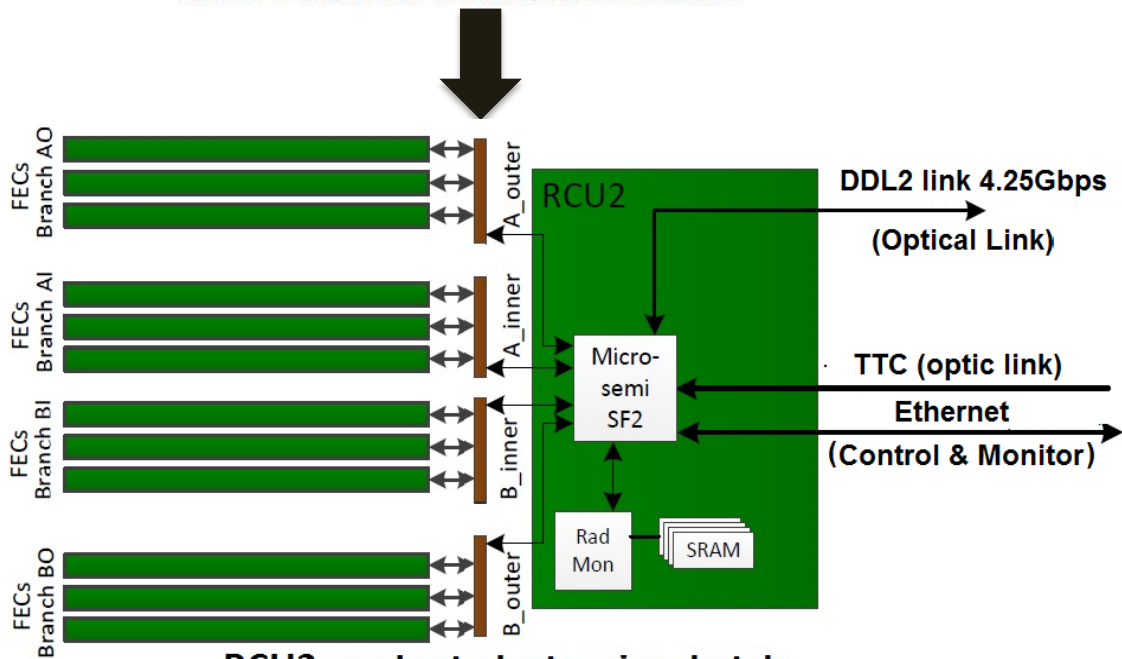 FECs
Branch AO
A_outer
RCU2
DDL2 link 4.25Gbps
(Optical Link)
FECs
Branch AI
A_inner
Micro-
semi
SF2
TTC (optic link)
Ethernet
(Control & Monitor)
FECs
Branch BI
B_inner
Rad
Mon
SRAM
FECs
Branch BO
B_outer